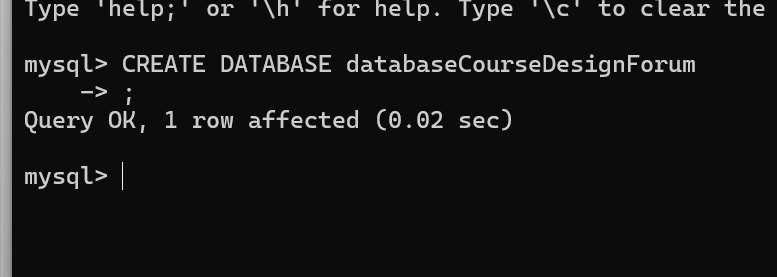 Type 'help;' or '\h' for help. Type '\c' to clear the
mysql> CREATE DATABASE databaseCourseDesignForum
    -> ;
Query OK, 1 row affected (0.02 sec)
mysql>